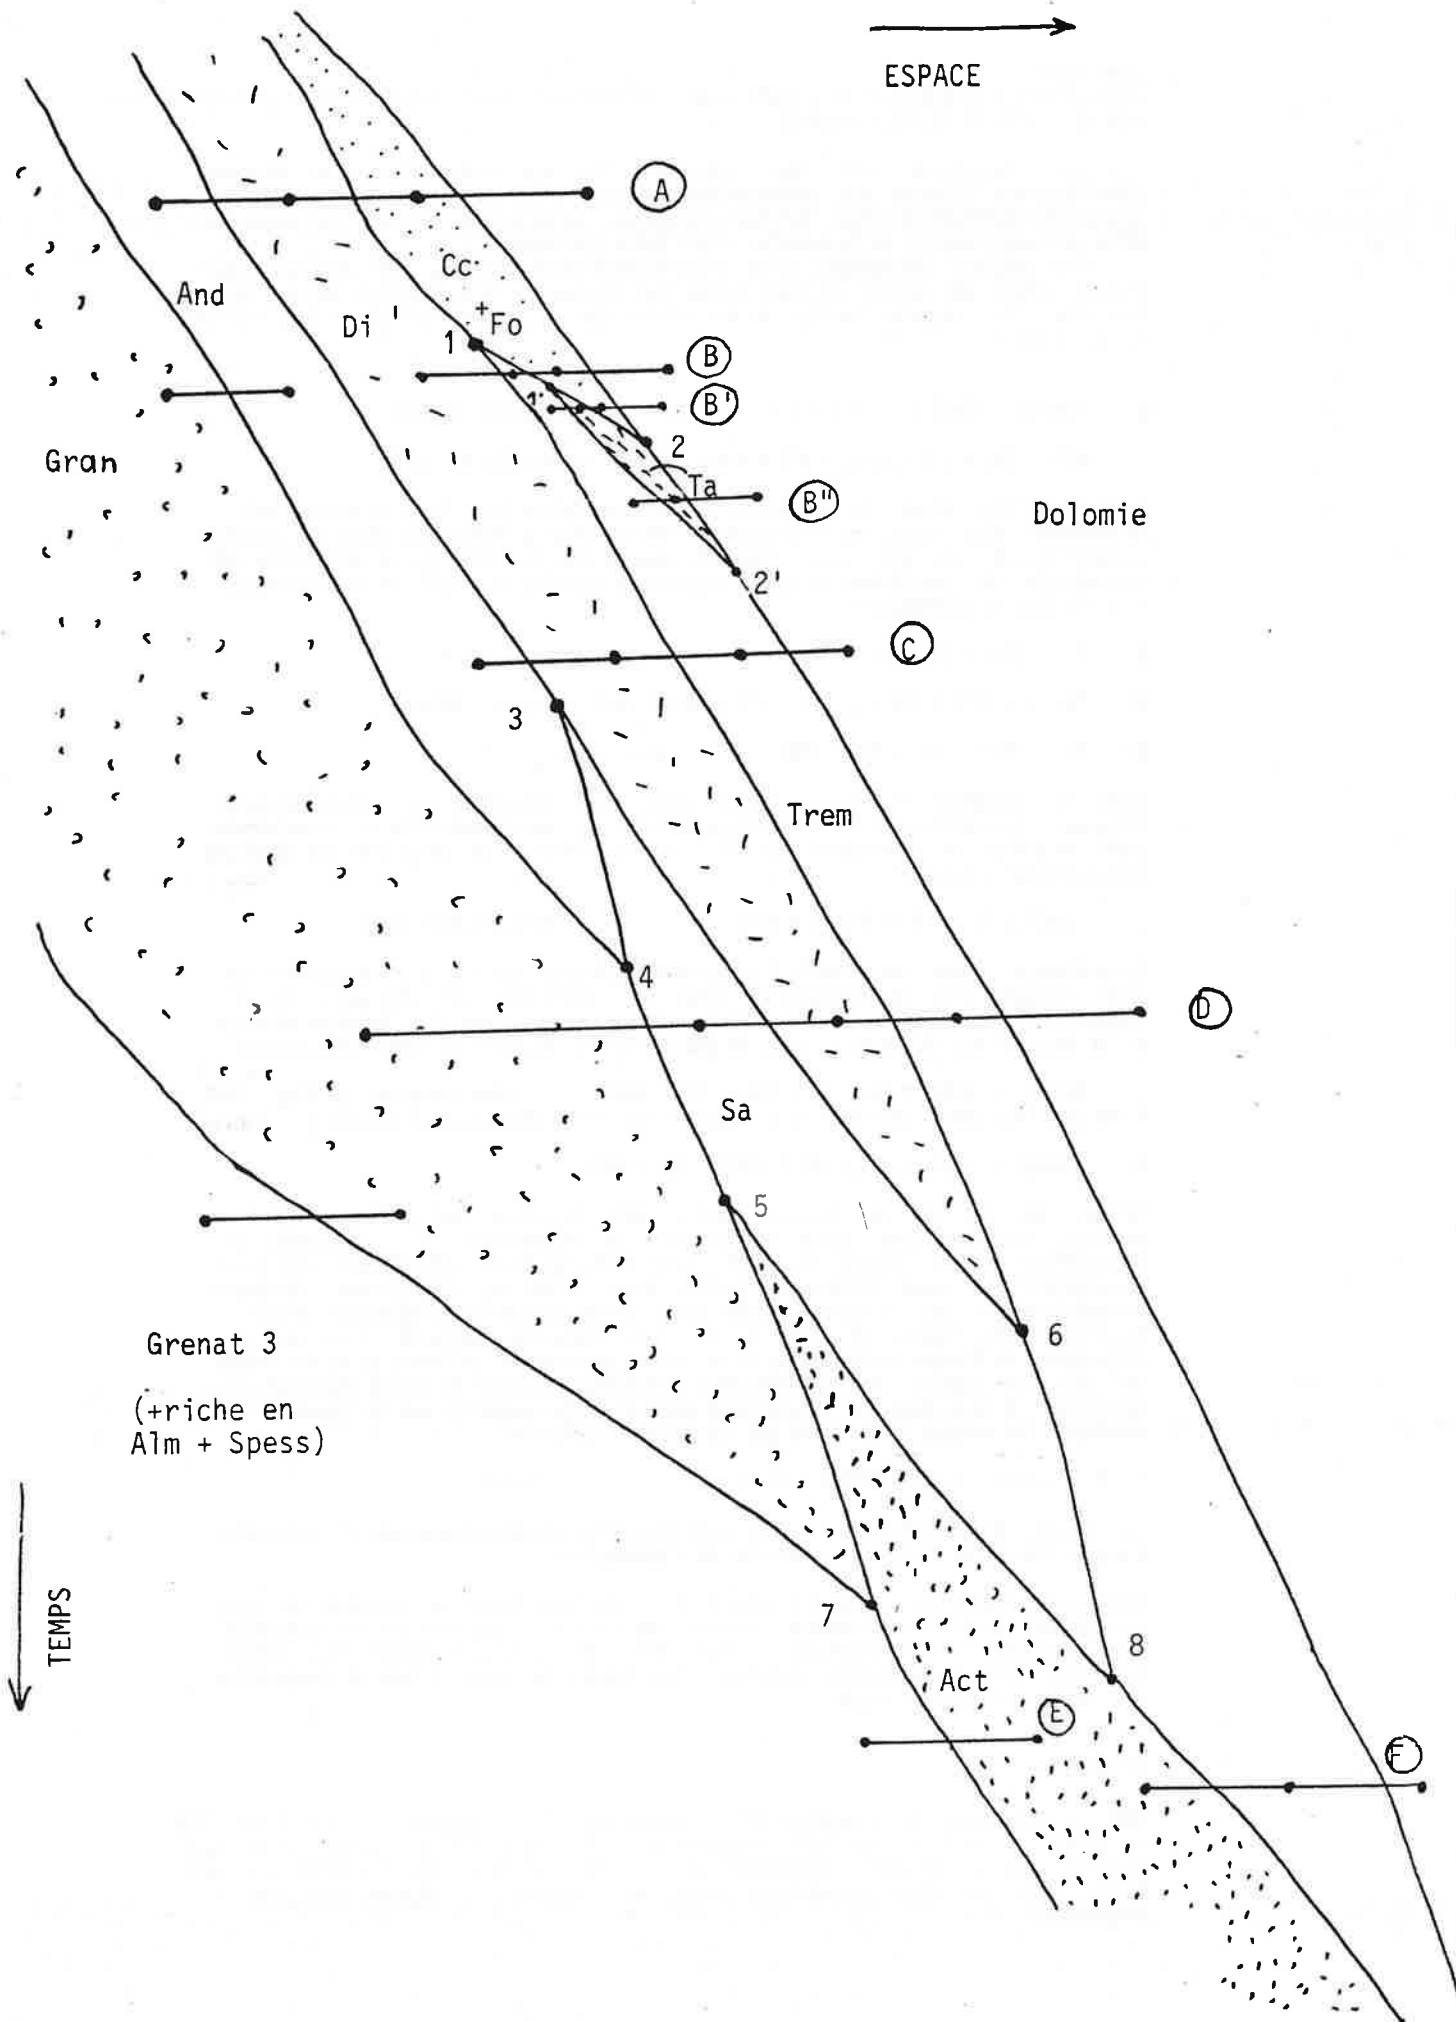 ESPACE
A
Cc
And
+
Fo
Di
1
B
1'
B'
2
Gran
Ta
B"
Dolomie
2'
C
3
Trem
4
D
Sa
5
6
Grenat 3
(+riche en
Alm + Spess)
TEMPS
7
8
Act
E
F